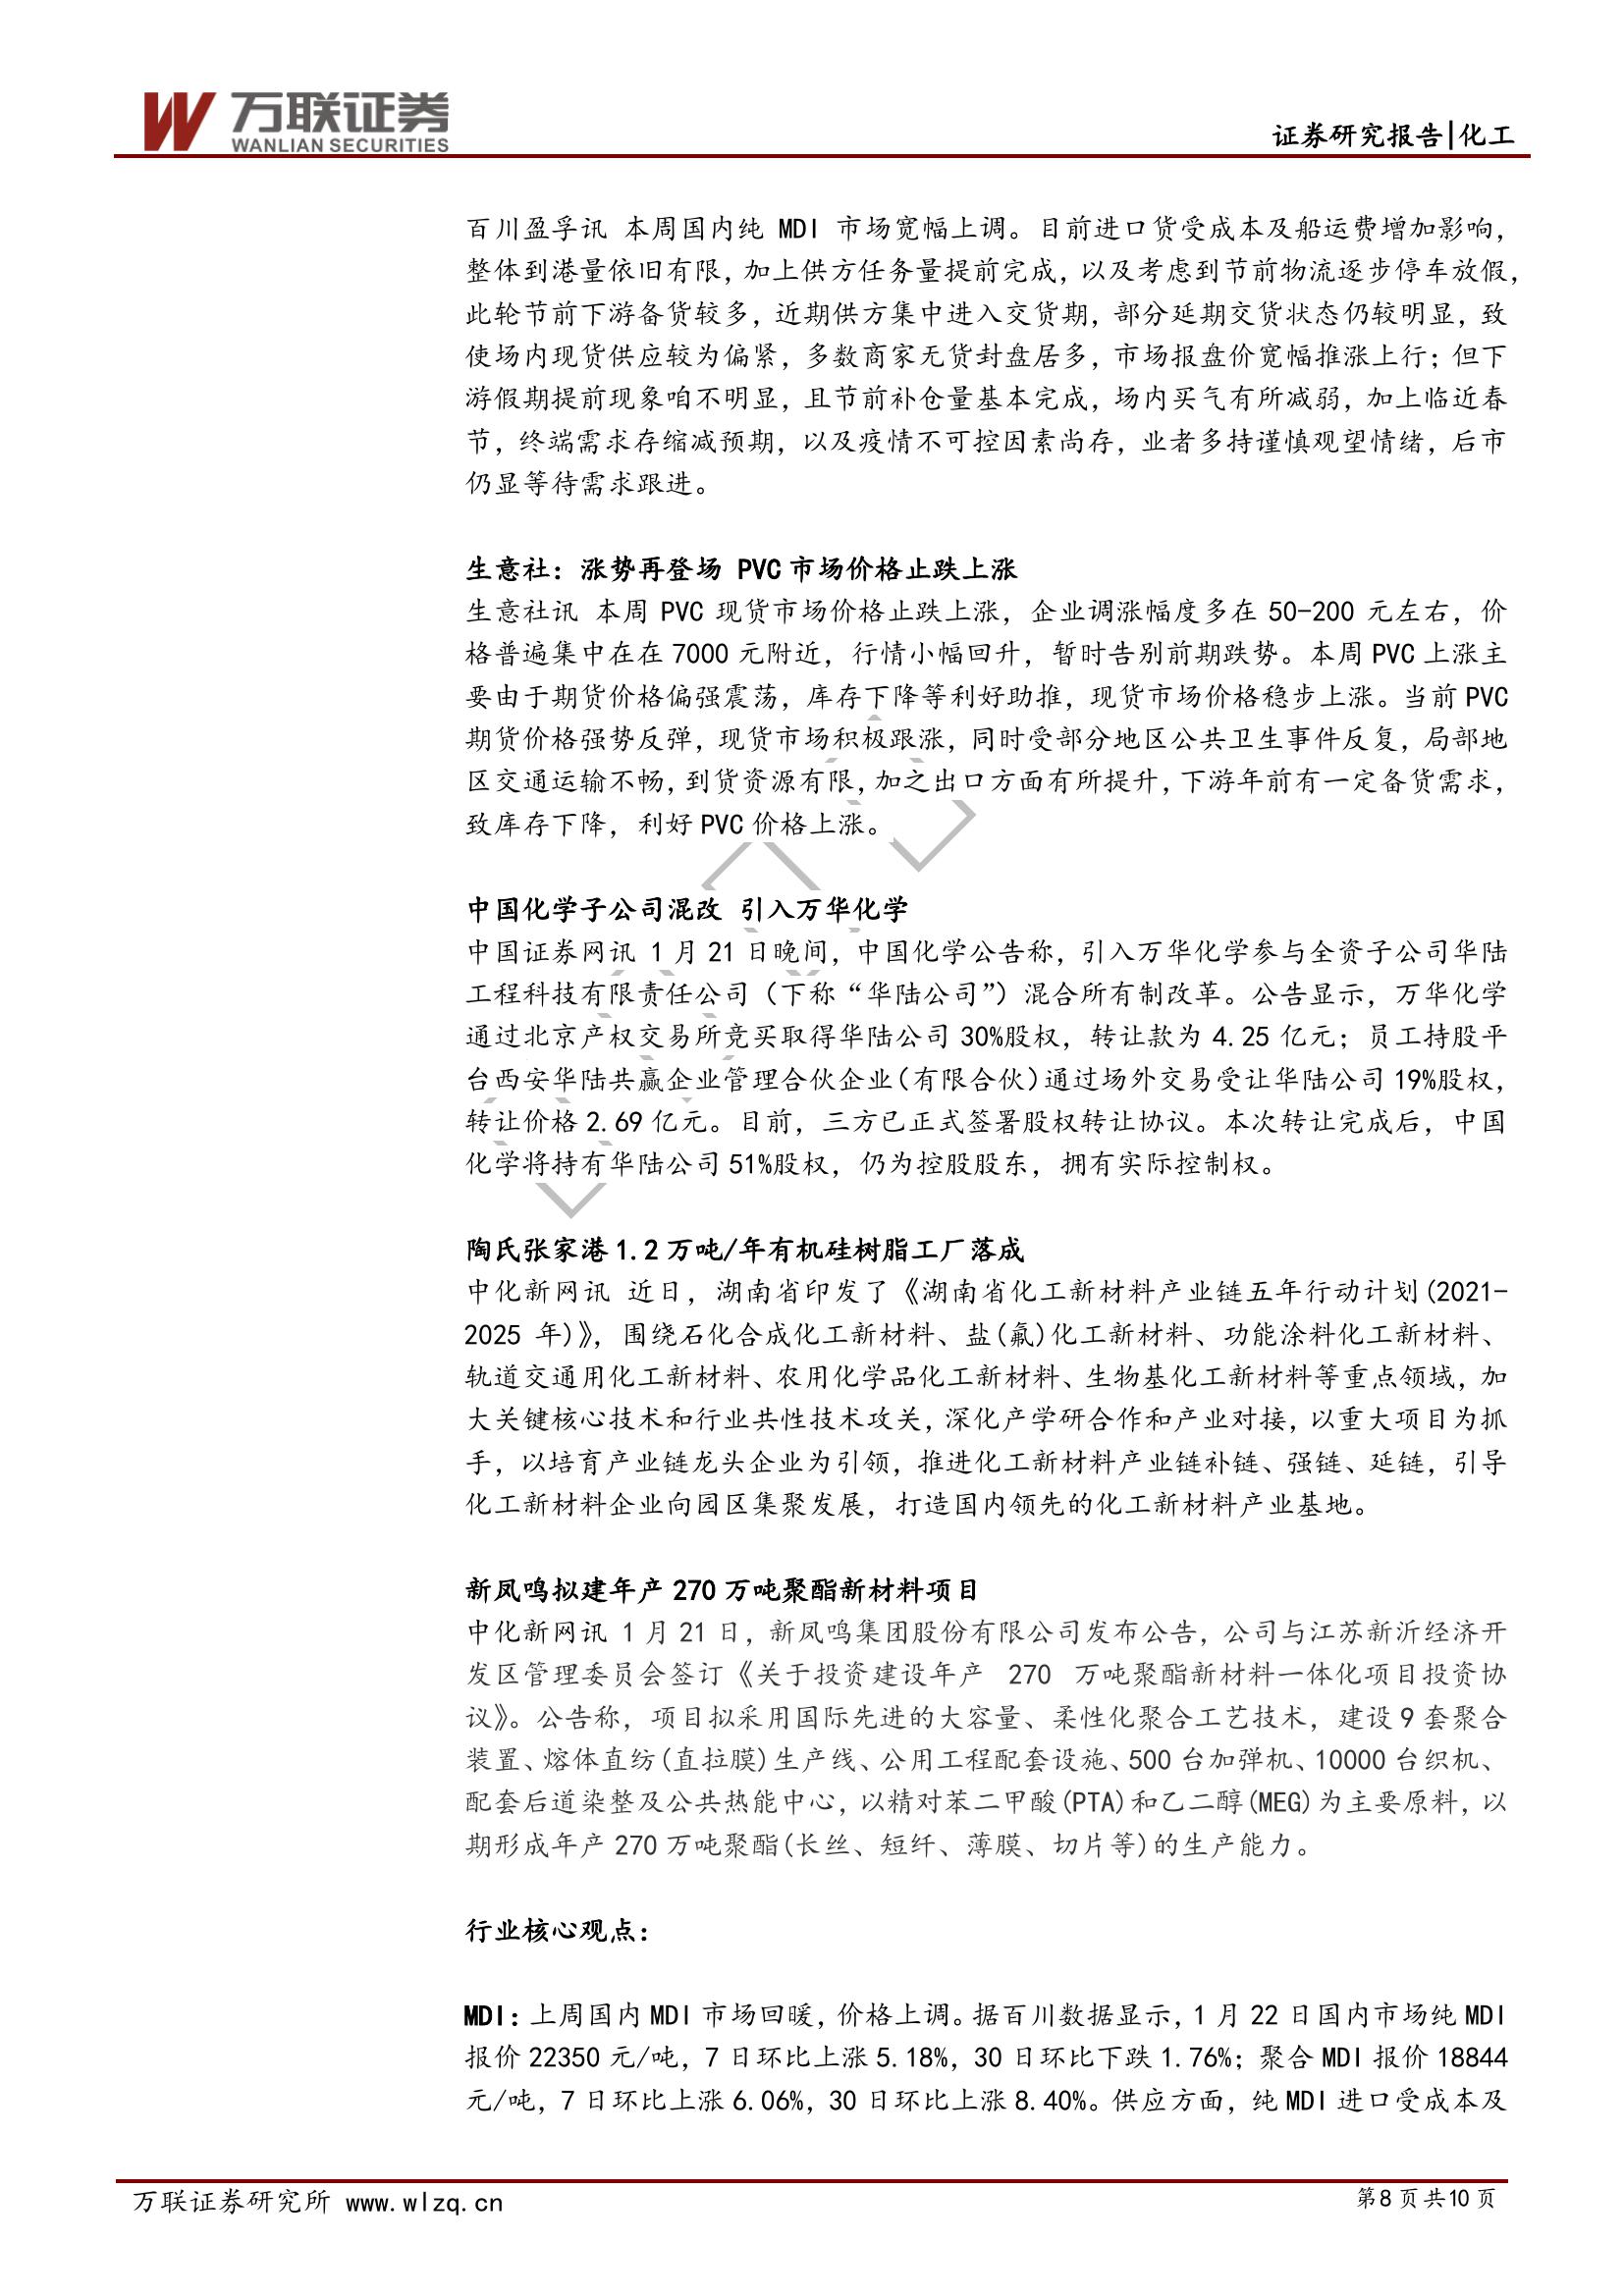 万联证券
WANLIAN SECURITIES
证券研究报告|化工
百川盈孚讯 本周国内纯 MDI 市场宽幅上调。目前进口货受成本及船运费增加影响，
整体到港量依旧有限，加上供方任务量提前完成，以及考虑到节前物流逐步停车放假，
此轮节前下游备货较多，近期供方集中进入交货期，部分延期交货状态仍较明显，致
使场内现货供应较为偏紧，多数商家无货封盘居多，市场报盘价宽幅推涨上行；但下
游假期提前现象咱不明显，且节前补仓量基本完成，场内买气有所减弱，加上临近春
节，终端需求存缩减预期，以及疫情不可控因素尚存，业者多持谨慎观望情绪，后市
仍显等待需求跟进。
生意社：涨势再登场 PVC 市场价格止跌上涨
生意社讯 本周 PVC 现货市场价格止跌上涨，企业调涨幅度多在 50-200 元左右，价
格普遍集中在在 7000 元附近，行情小幅回升，暂时告别前期跌势。本周 PVC 上涨主
要由于期货价格偏强震荡，库存下降等利好助推，现货市场价格稳步上涨。当前 PVC
期货价格强势反弹，现货市场积极跟涨，同时受部分地区公共卫生事件反复，局部地
区交通运输不畅，到货资源有限，加之出口方面有所提升，下游年前有一定备货需求，
致库存下降，利好 PVC 价格上涨。
中国化学子公司混改 引入万华化学
中国证券网讯 1 月 21 日晚间，中国化学公告称，引入万华化学参与全资子公司华陆
工程科技有限责任公司（下称“华陆公司”）混合所有制改革。公告显示，万华化学
通过北京产权交易所竞买取得华陆公司 30%股权，转让款为 4.25 亿元；员工持股平
台西安华陆共赢企业管理合伙企业(有限合伙)通过场外交易受让华陆公司 19%股权，
转让价格 2.69 亿元。目前，三方已正式签署股权转让协议。本次转让完成后，中国
化学将持有华陆公司 51%股权，仍为控股股东，拥有实际控制权。
陶氏张家港 1.2 万吨/年有机硅树脂工厂落成
中化新网讯 近日，湖南省印发了《湖南省化工新材料产业链五年行动计划(2021-
2025 年)》，围绕石化合成化工新材料、盐(氟)化工新材料、功能涂料化工新材料、
轨道交通用化工新材料、农用化学品化工新材料、生物基化工新材料等重点领域，加
大关键核心技术和行业共性技术攻关，深化产学研合作和产业对接，以重大项目为抓
手，以培育产业链龙头企业为引领，推进化工新材料产业链补链、强链、延链，引导
化工新材料企业向园区集聚发展，打造国内领先的化工新材料产业基地。
新凤鸣拟建年产 270 万吨聚酯新材料项目
中化新网讯 1 月 21 日，新凤鸣集团股份有限公司发布公告，公司与江苏新沂经济开
发区管理委员会签订《关于投资建设年产 270 万吨聚酯新材料一体化项目投资协
议》。公告称，项目拟采用国际先进的大容量、柔性化聚合工艺技术，建设 9 套聚合
装置、熔体直纺(直拉膜)生产线、公用工程配套设施、500 台加弹机、10000 台织机、
配套后道染整及公共热能中心，以精对苯二甲酸(PTA)和乙二醇(MEG)为主要原料，以
期形成年产 270 万吨聚酯(长丝、短纤、薄膜、切片等)的生产能力。
行业核心观点：
MDI：上周国内 MDI 市场回暖，价格上调。据百川数据显示，1 月 22 日国内市场纯 MDI
报价 22350 元/吨，7 日环比上涨 5.18%，30 日环比下跌 1.76%；聚合 MDI 报价 18844
元/吨，7 日环比上涨 6.06%，30 日环比上涨 8.40%。供应方面，纯 MDI 进口受成本及
万联证券研究所 www.wlzq.cn
第 8 页 共 10 页